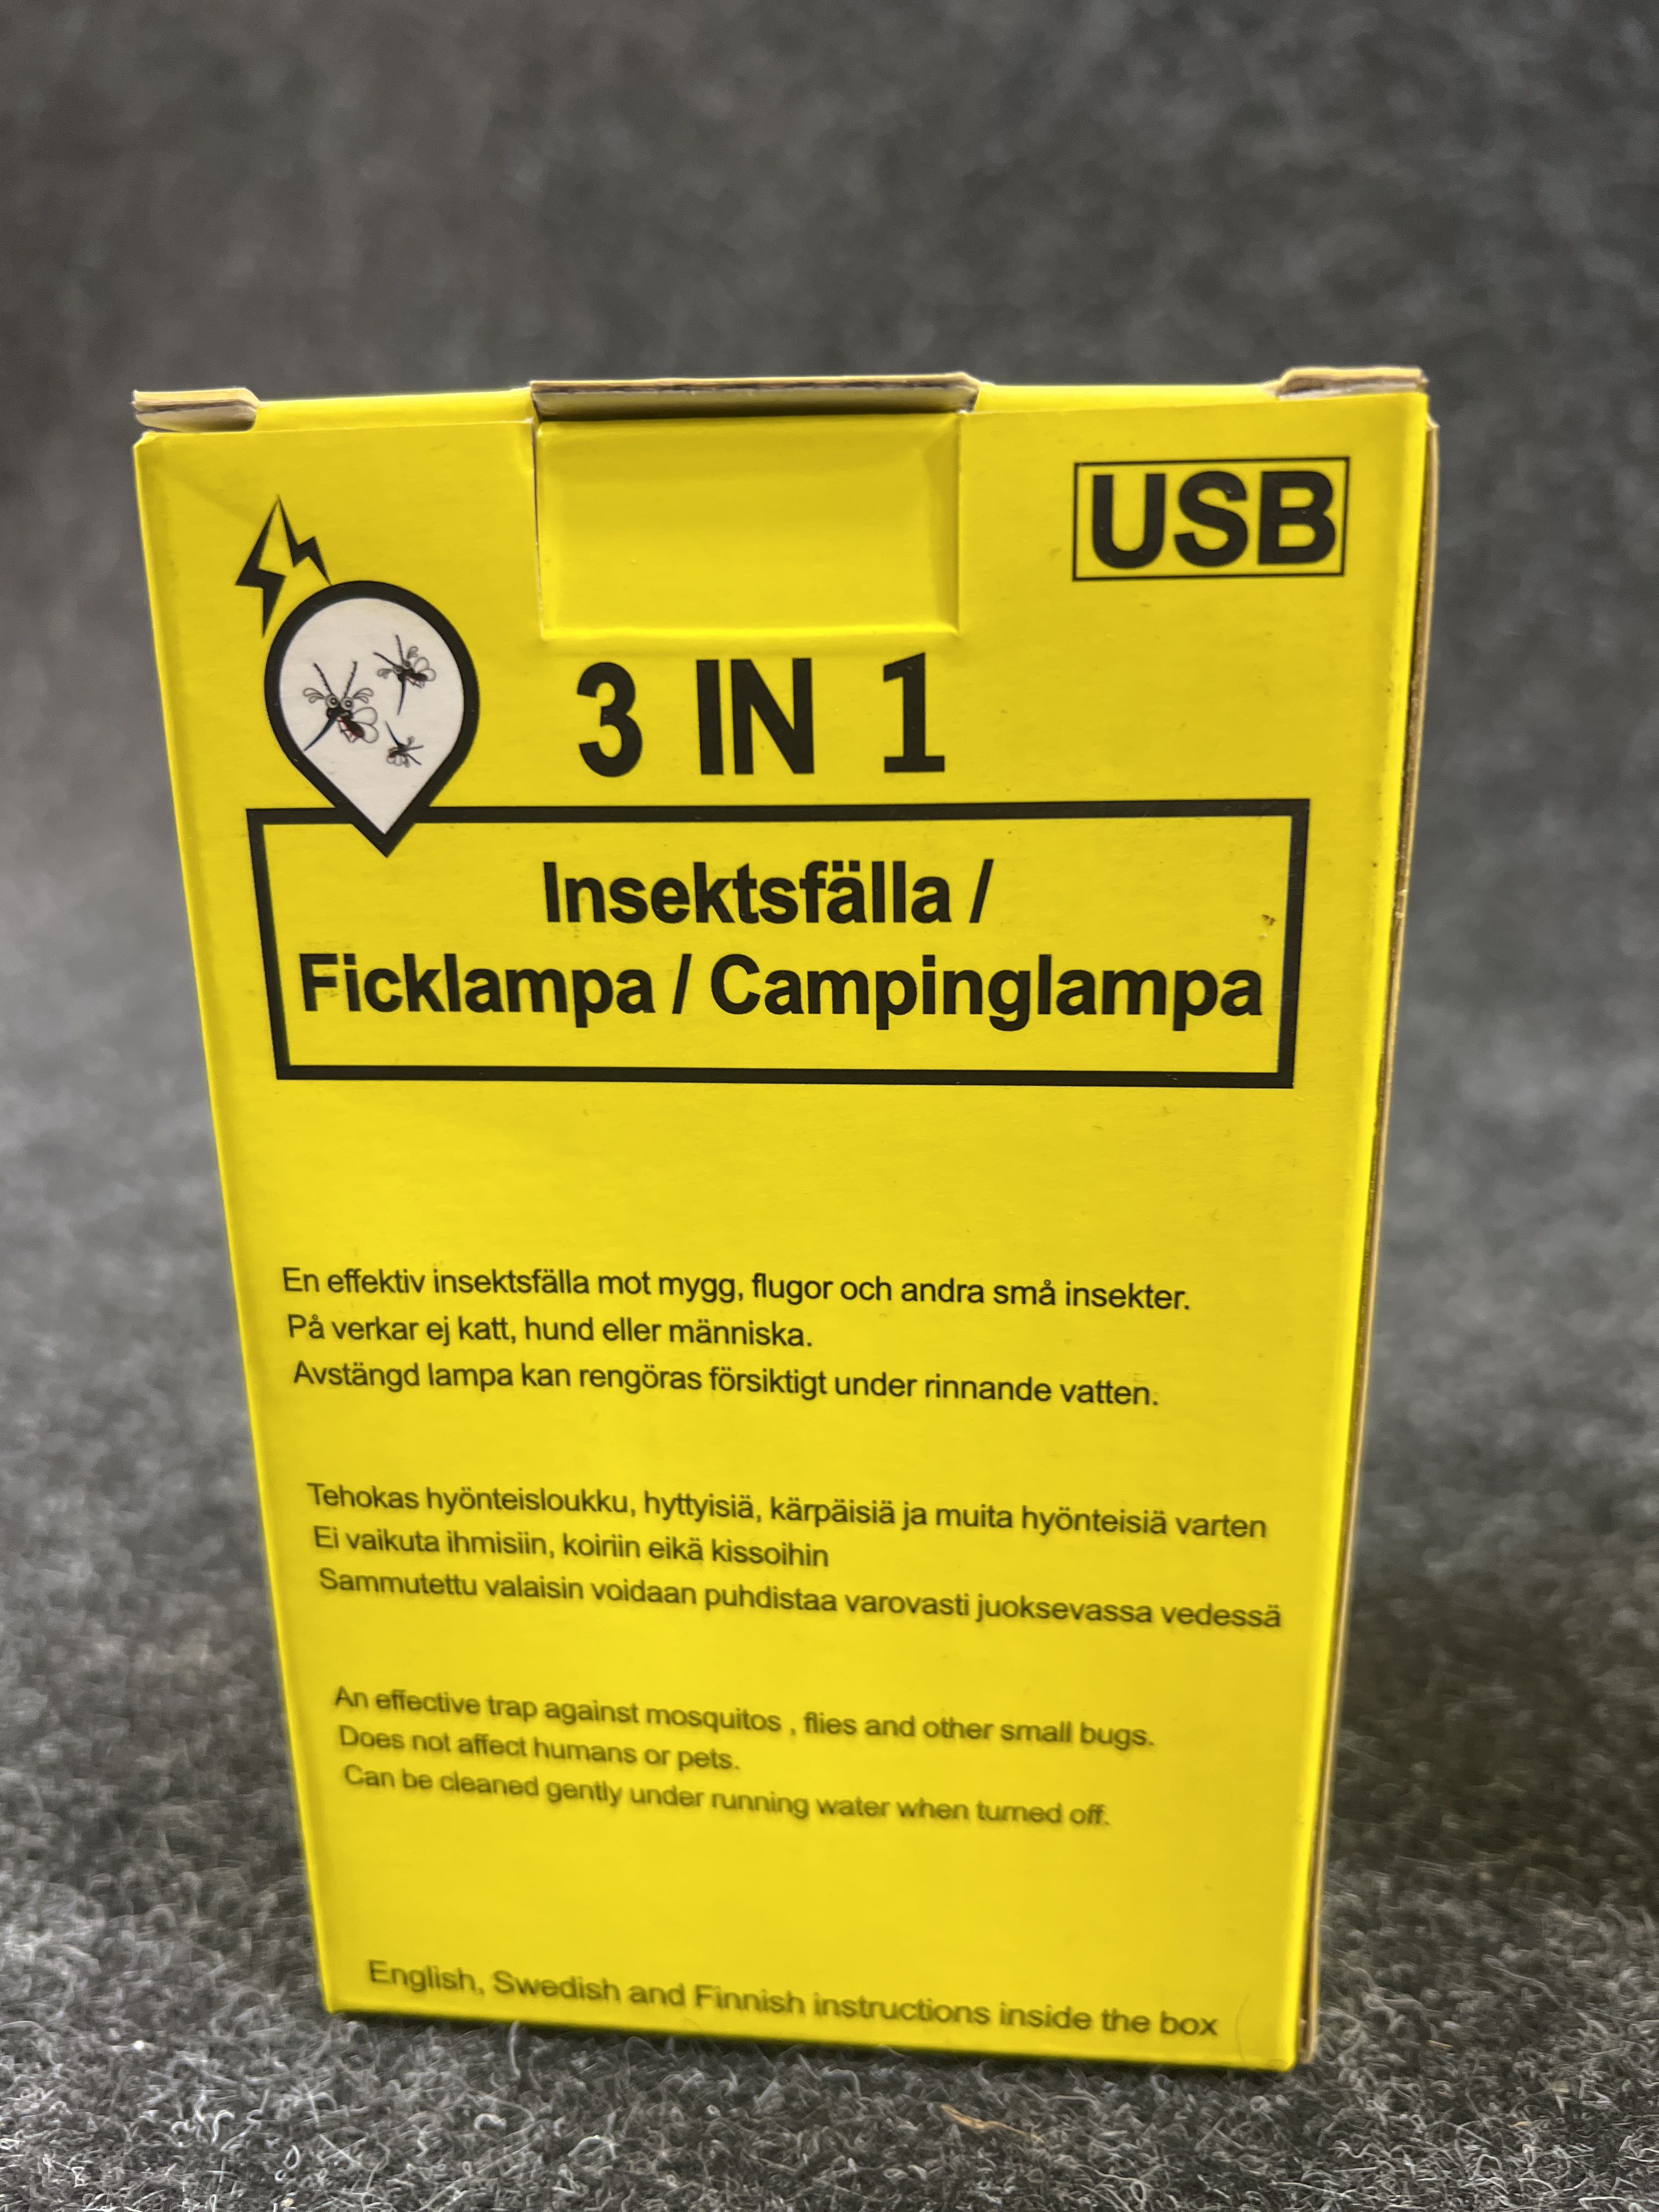 USB
3 IN 1
Insektsfälla /
Ficklampa / Campinglampa
En effektiv insektsfälla mot mygg, flugor och andra små insekter.
På verkar ej katt, hund eller människa.
Avstängd lampa kan rengöras försiktigt under rinnande vatten.
Tehokas hyönteisloukku, hyttyisiä, kärpäisiä ja muita hyönteisiä varten
Ei vaikuta ihmisiin, koiriin eikä kissoihin
Sammutettu valaisin voidaan puhdistaa varovasti juoksevassa vedessä
An effective trap against mosquitos , flies and other small bugs.
Does not affect humans or pets.
Can be cleaned gently under running water when turned off.
English, Swedish and Finnish instructions inside the box